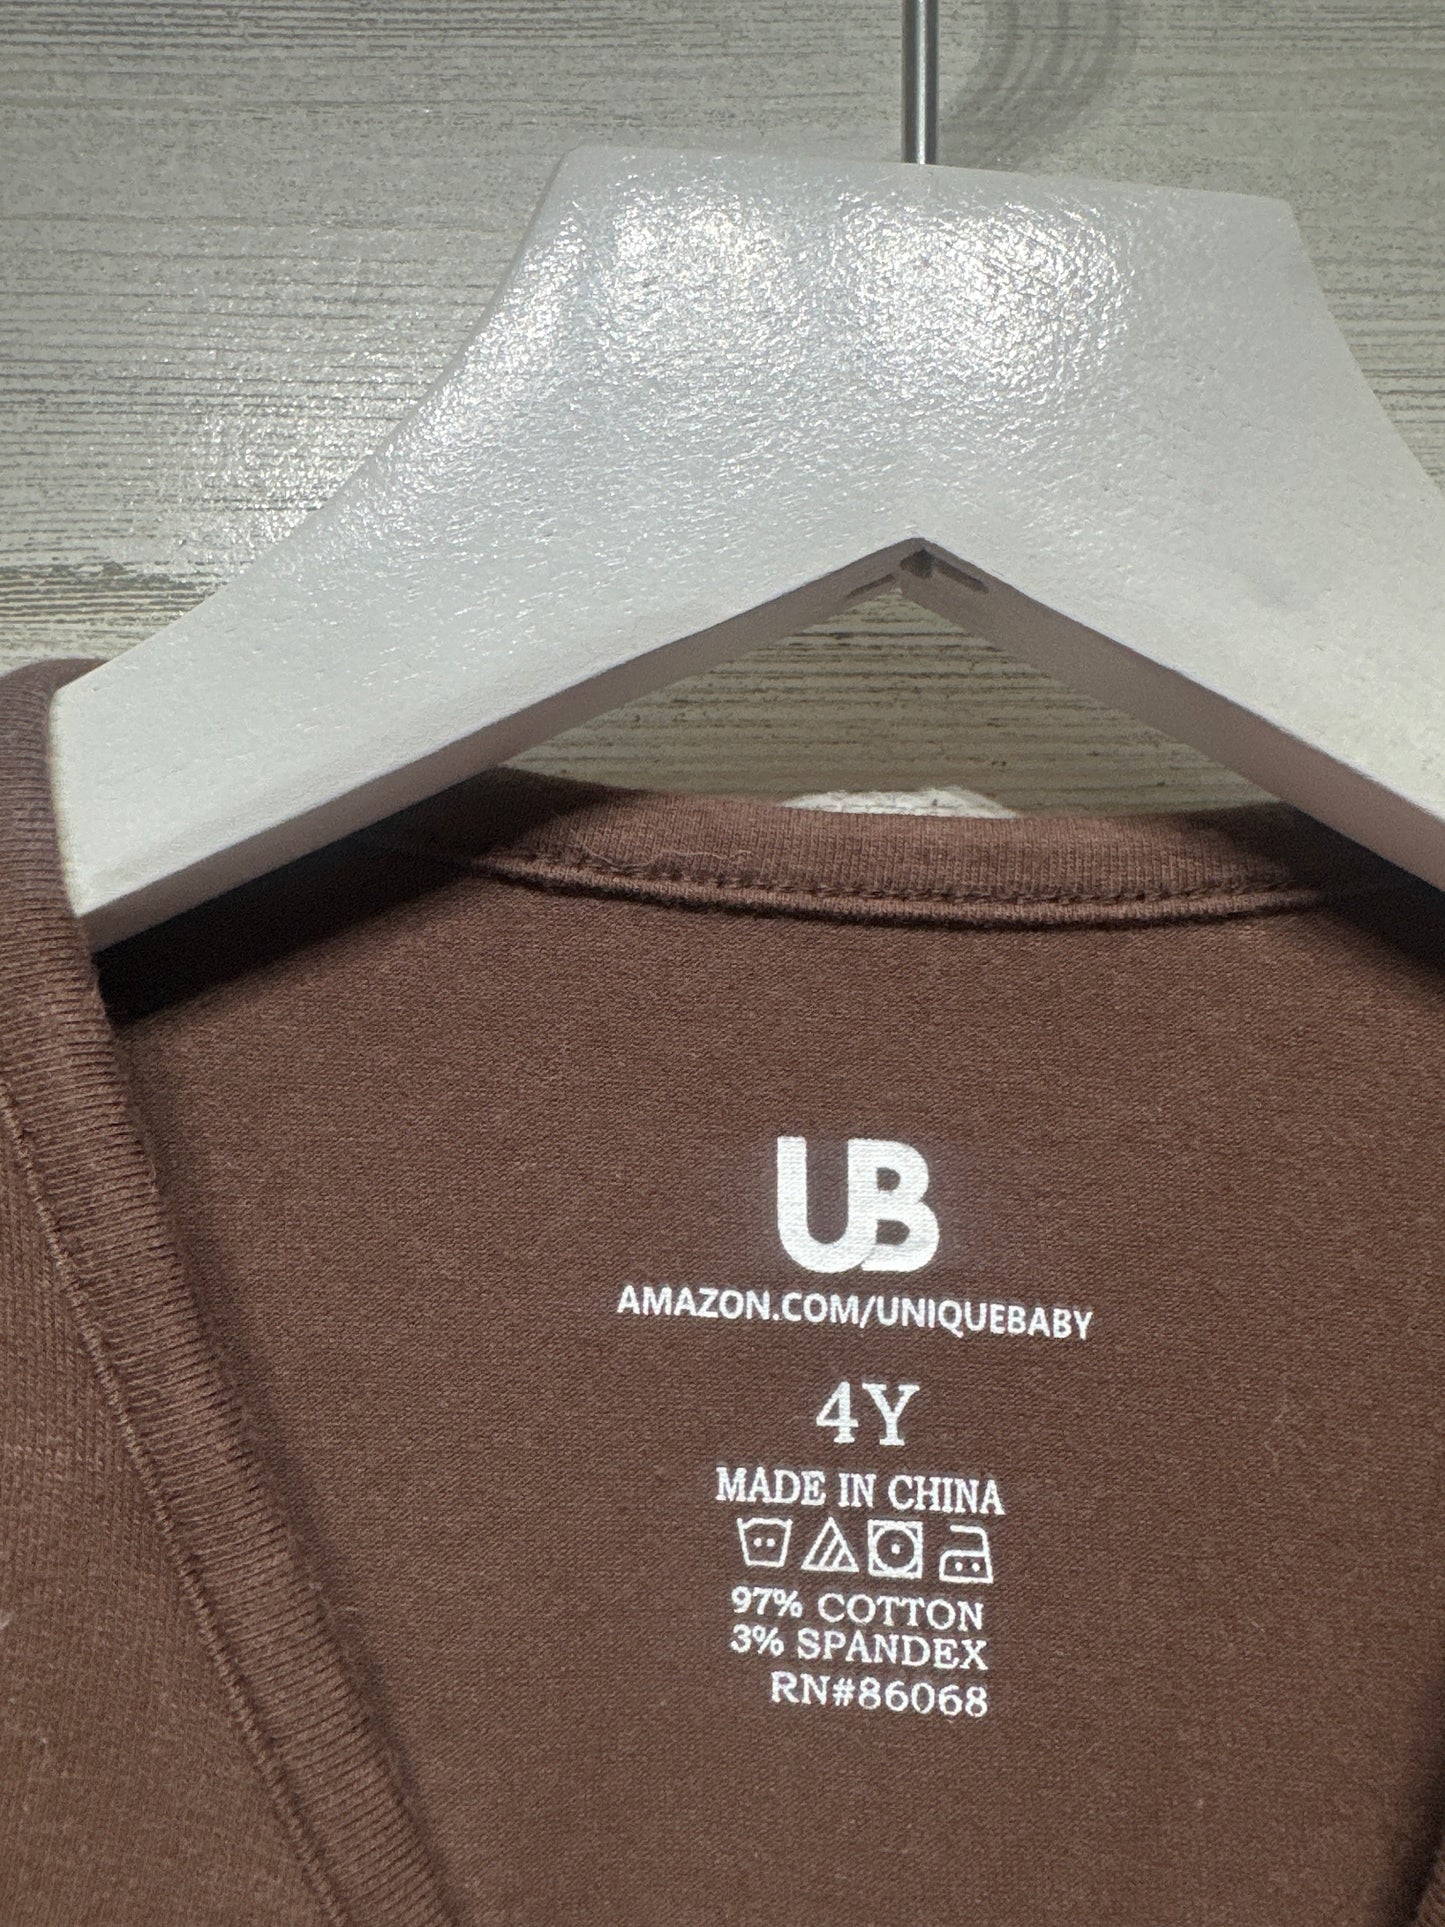 UB
AMAZON.COM/UNIQUEBABY
4Y
MADE IN CHINA
97% COTTON
3% SPANDEX
RN#86068